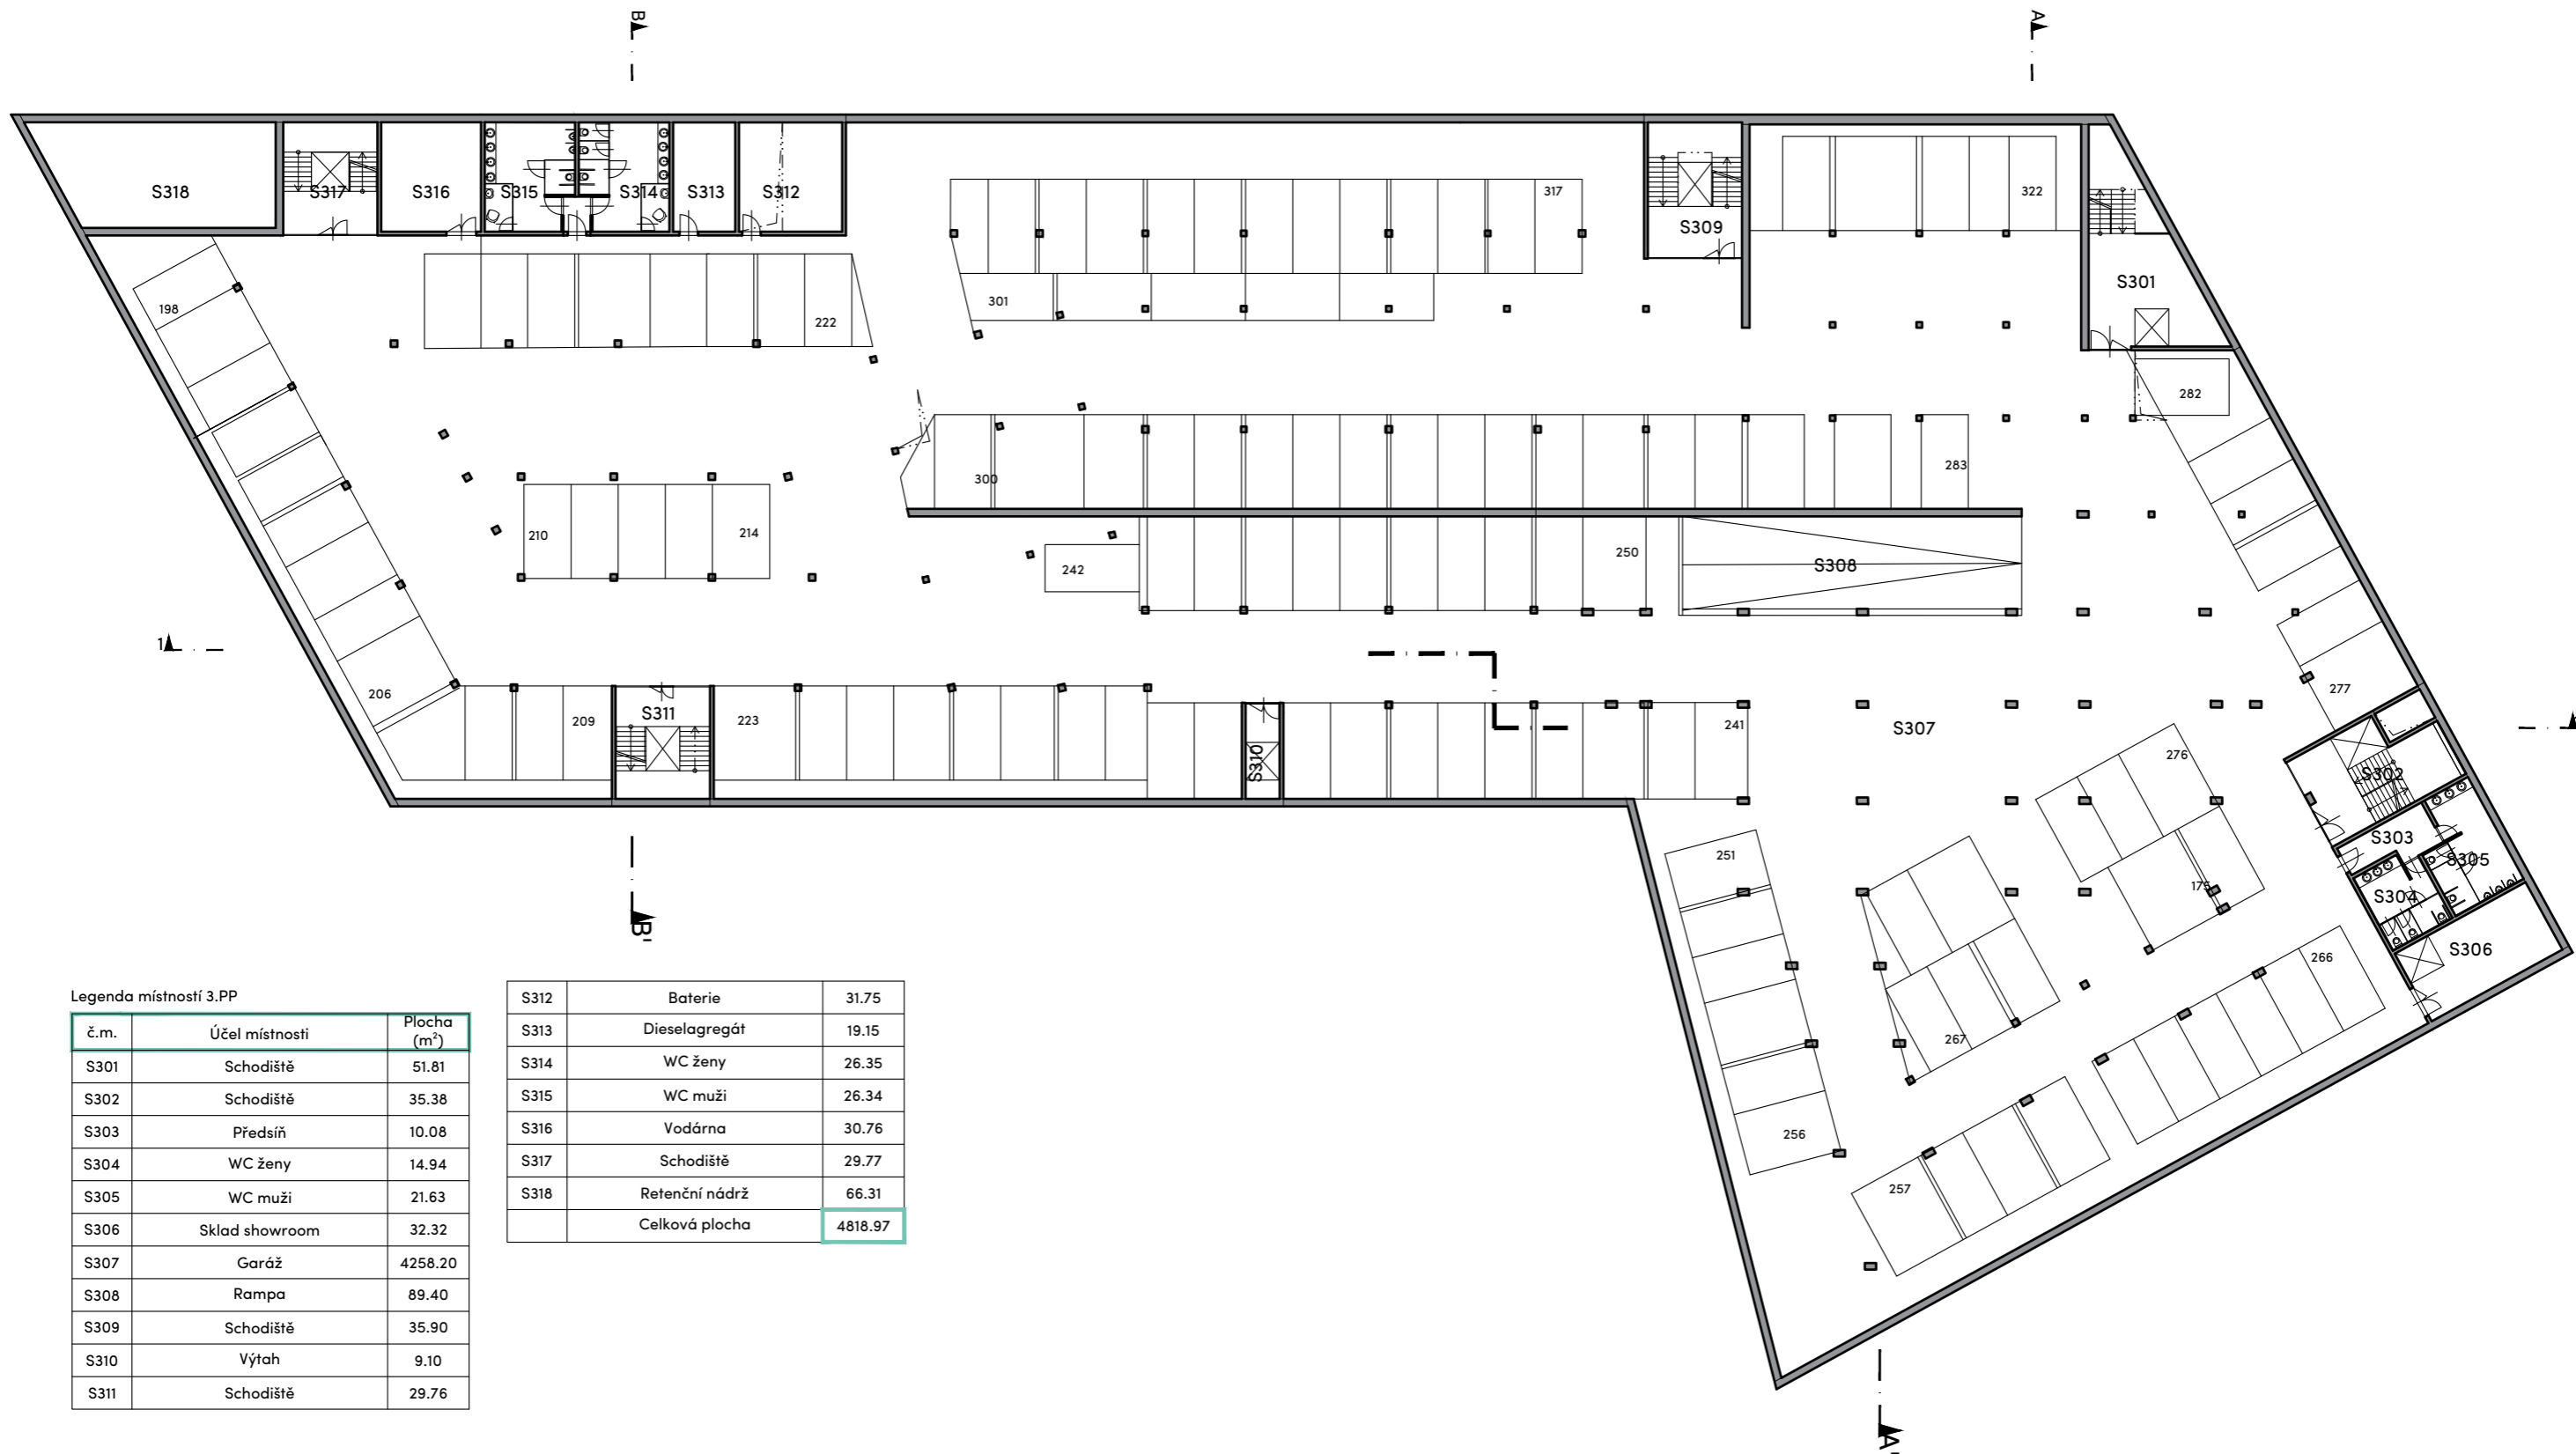 B
A
S318
S317
S316
S315
S314
S313
S312
317
S309
322
S301
198
222
301
282
300
283
210
214
242
250
S308
1
206
209
S311
223
S310
241
S307
277
276
S302
S303
S305
S304
175
S306
251
266
267
256
257
B'
A'
Legenda místností 3.PP
č.m. Účel místnosti Plocha (m²)
S301 Schodiště 51.81
S302 Schodiště 35.38
S303 Předsíň 10.08
S304 WC ženy 14.94
S305 WC muži 21.63
S306 Sklad showroom 32.32
S307 Garáž 4258.20
S308 Rampa 89.40
S309 Schodiště 35.90
S310 Výtah 9.10
S311 Schodiště 29.76
S312 Baterie 31.75
S313 Dieselagregát 19.15
S314 WC ženy 26.35
S315 WC muži 26.34
S316 Vodárna 30.76
S317 Schodiště 29.77
S318 Retenční nádrž 66.31
Celková plocha 4818.97